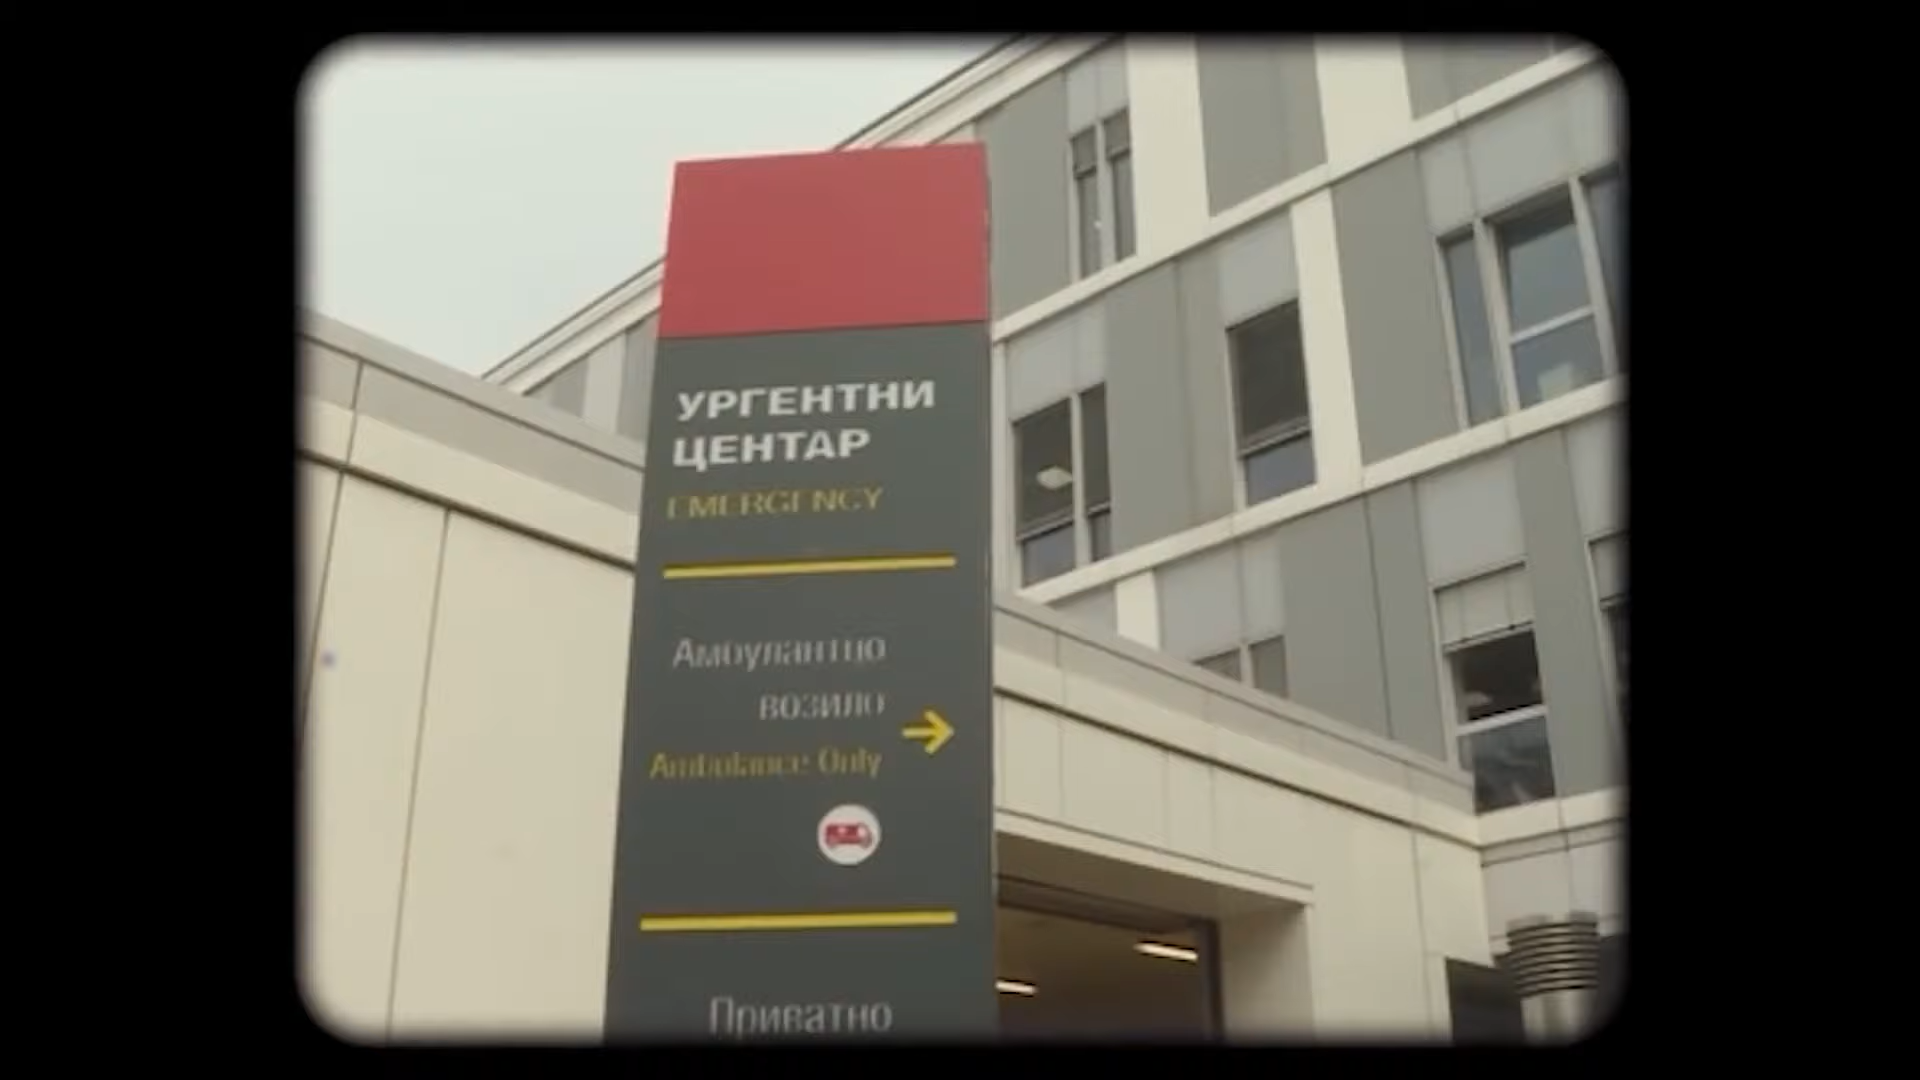 УРГЕНТНИ
ЦЕНТАР
EMERGENCY
Амбулантно
возило
Ambulance Only
Приватно